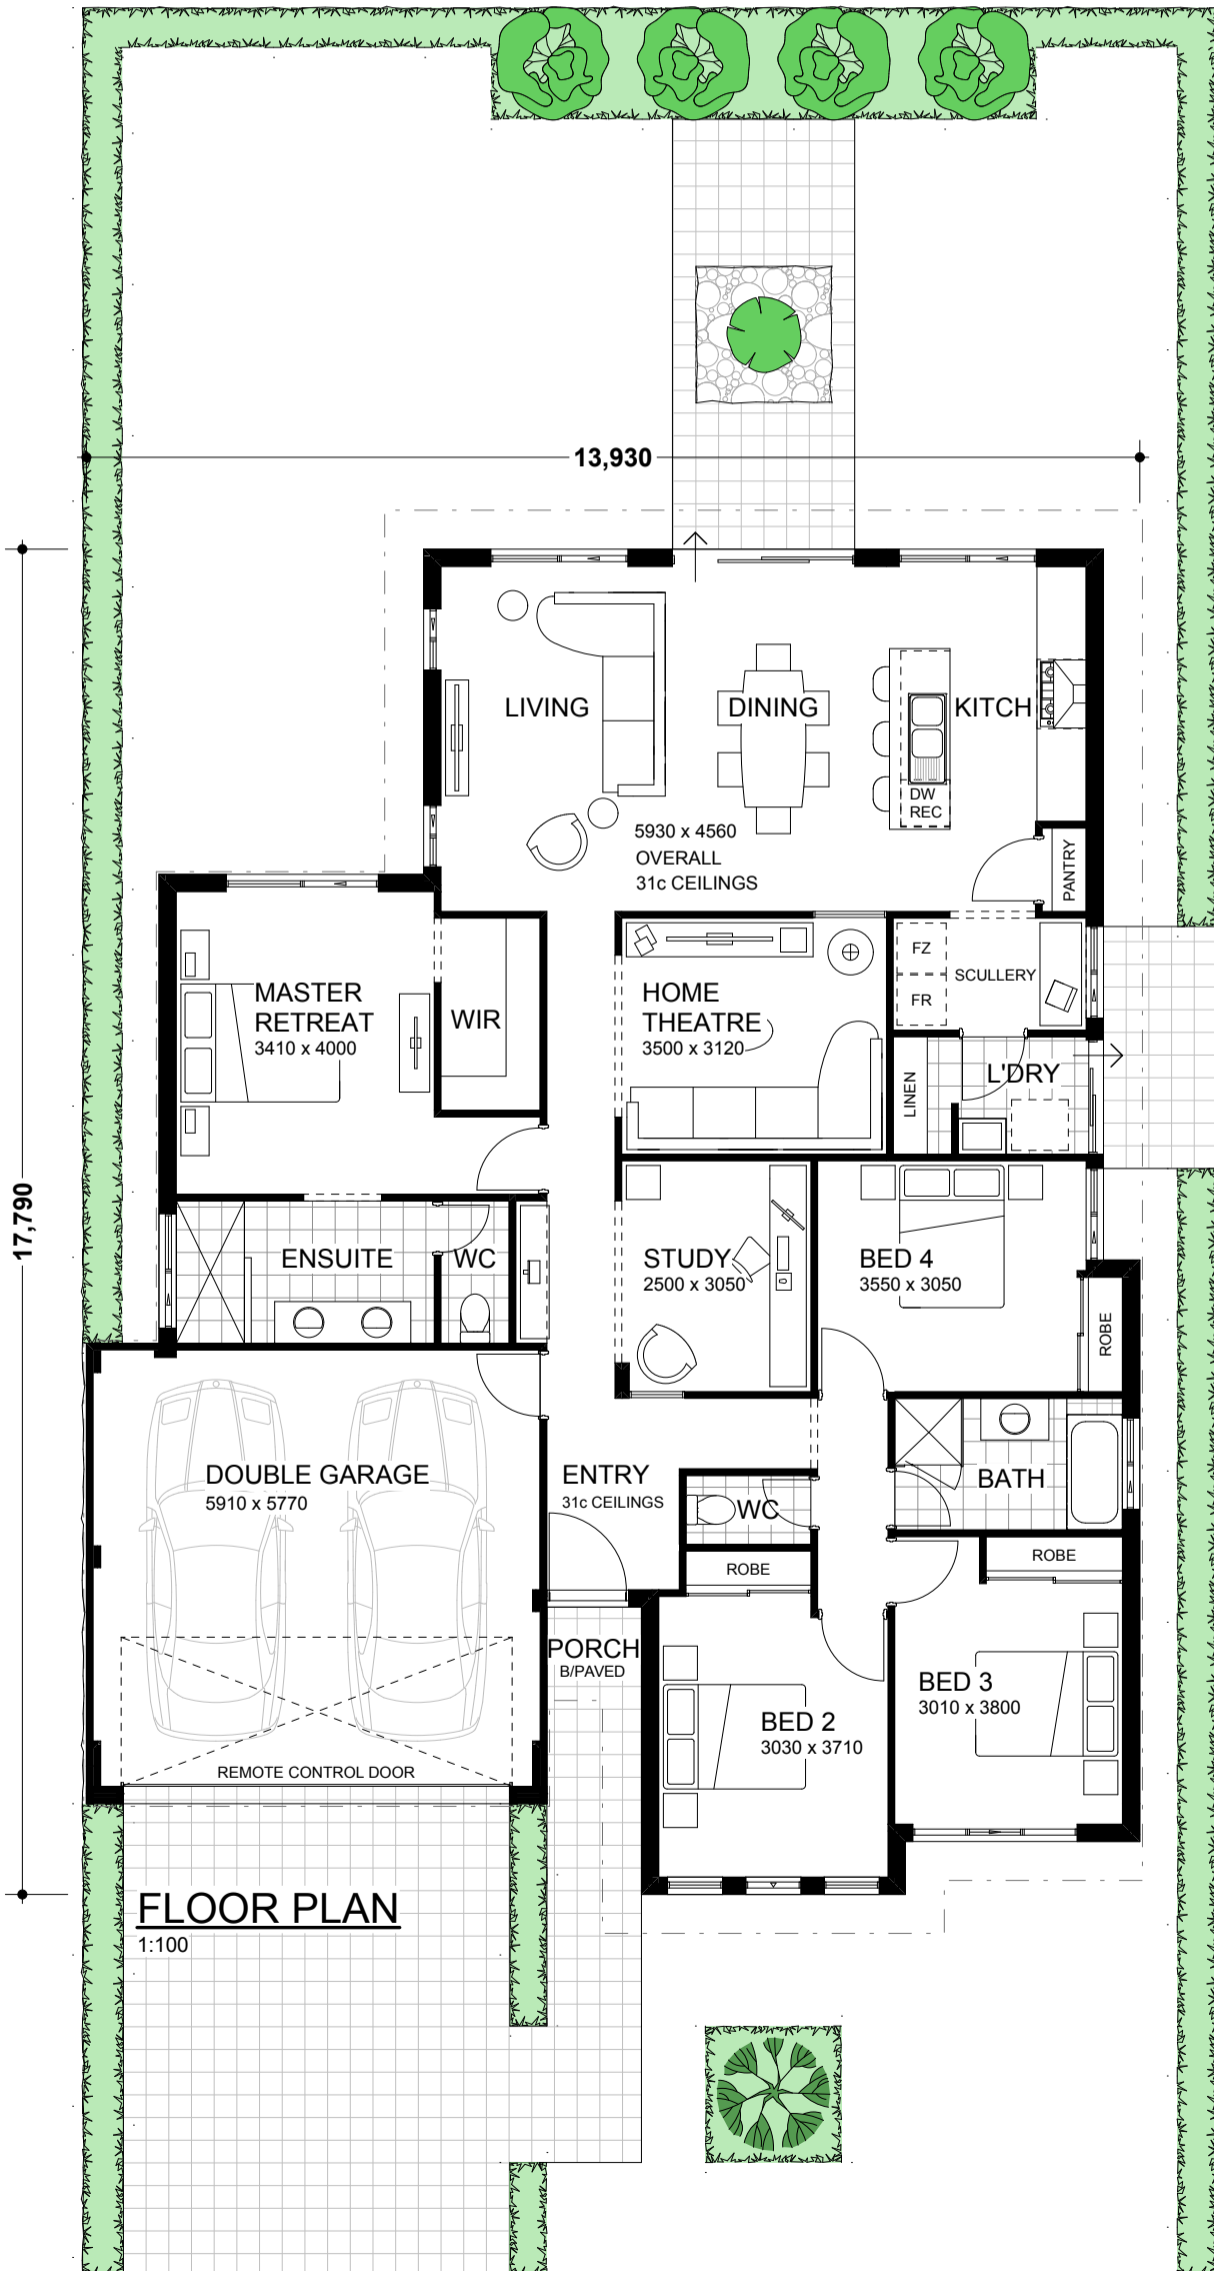 13,930
17,790
LIVING
DINING
KITCH
DW
REC
5930 x 4560
OVERALL
31c CEILINGS
PANTRY
MASTER
RETREAT
3410 x 4000
WIR
HOME
THEATRE
3500 x 3120
FZ
FR
SCULLERY
LINEN
L'DRY
ENSUITE
WC
STUDY
2500 x 3050
BED 4
3550 x 3050
ROBE
DOUBLE GARAGE
5910 x 5770
ENTRY
31c CEILINGS
WC
BATH
ROBE
ROBE
PORCH
B/PAVED
BED 2
3030 x 3710
BED 3
3010 x 3800
REMOTE CONTROL DOOR
FLOOR PLAN
1:100